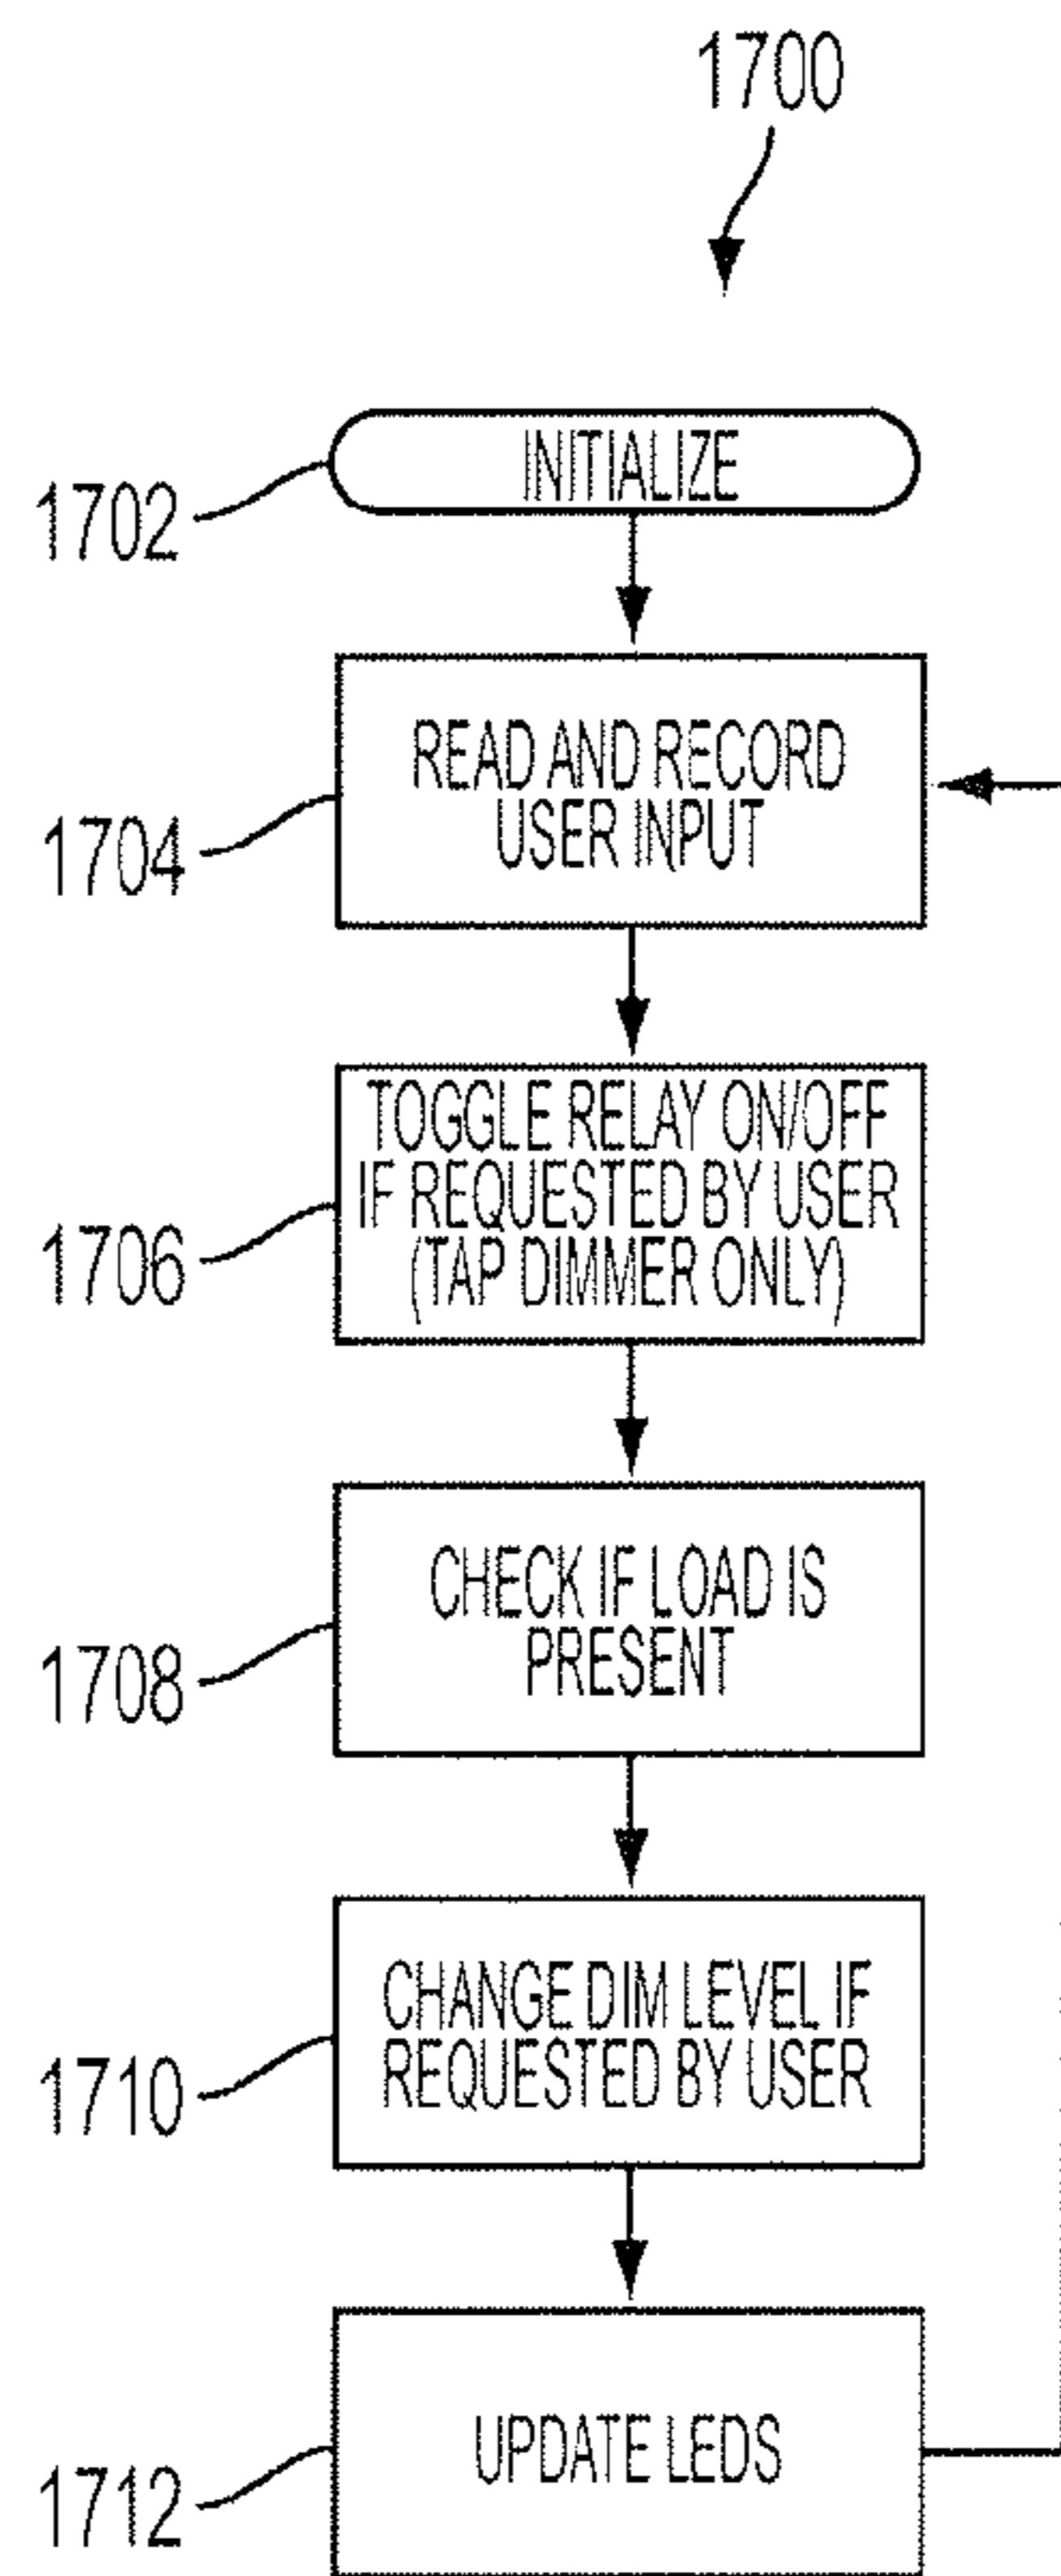 1700
INITIALIZE
1702
READ AND RECORD
USER INPUT
1704
TOGGLE RELAY ON/OFF
IF REQUESTED BY USER
(TAP DIMMER ONLY)
1706
CHECK IF LOAD IS
PRESENT
1708
CHANGE DIM LEVEL IF
REQUESTED BY USER
1710
UPDATE LEDS
1712